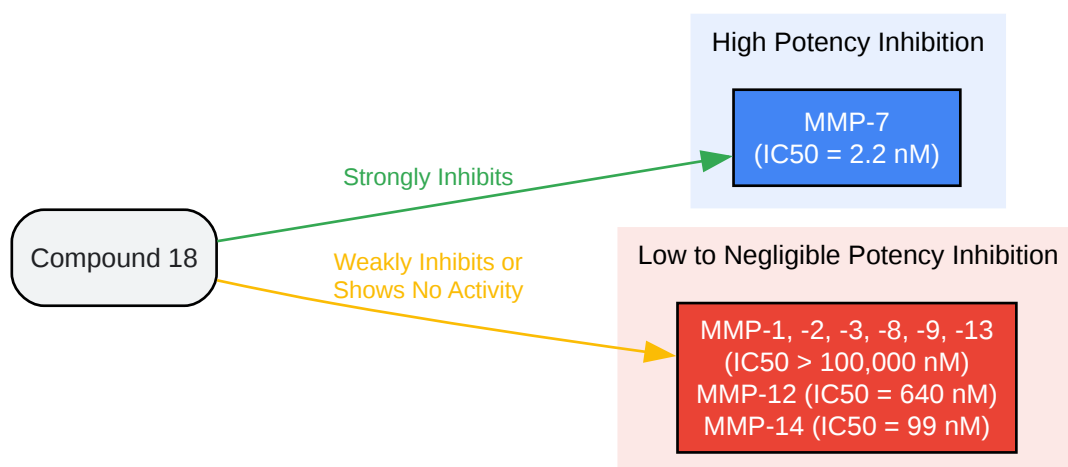 High Potency Inhibition
MMP-7
(IC50 = 2.2 nM)
Strongly Inhibits
Compound 18
Weakly Inhibits or
Shows No Activity
Low to Negligible Potency Inhibition
MMP-1, -2, -3, -8, -9, -13
(IC50 > 100,000 nM)
MMP-12 (IC50 = 640 nM)
MMP-14 (IC50 = 99 nM)